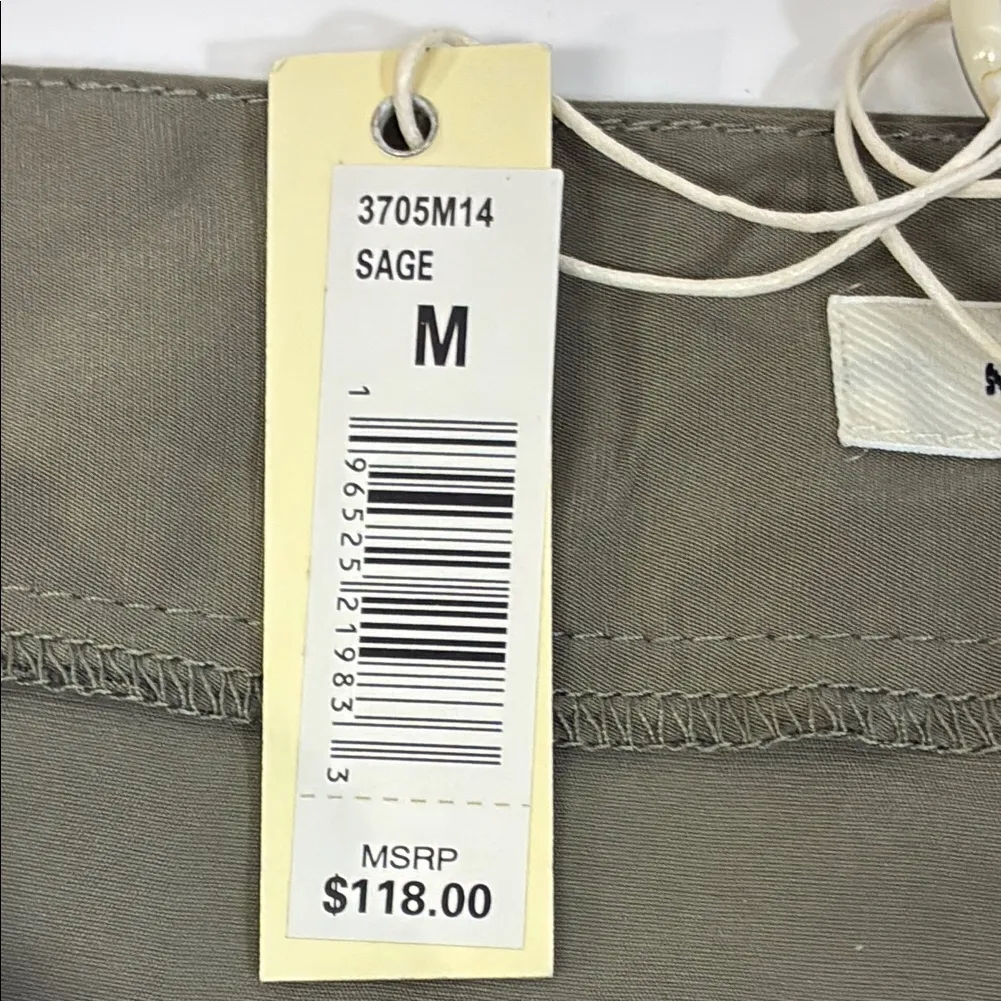 3705M14
SAGE
M
1 96525 21983 3
MSRP
$118.00